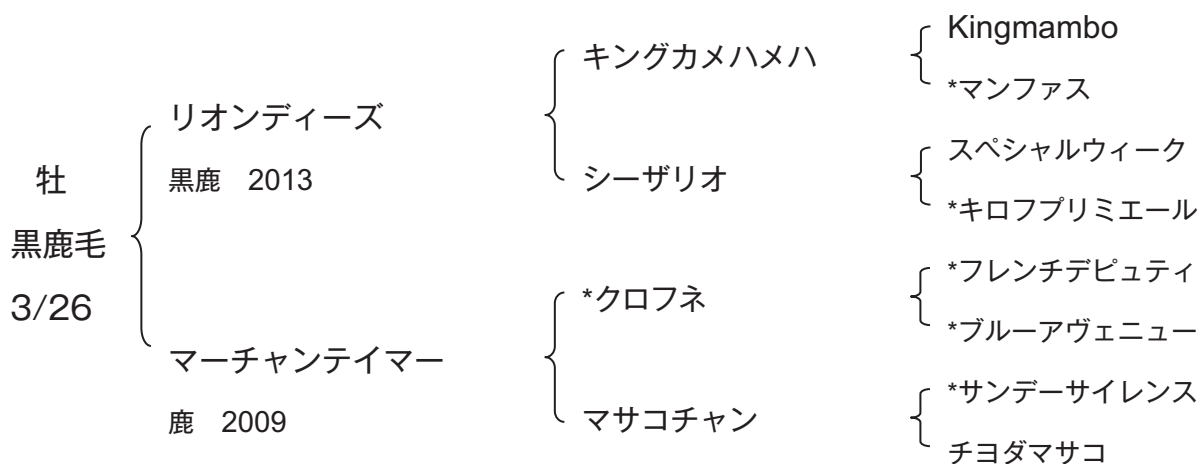 牡
黒鹿毛
3/26
リオンディーズ
黒鹿 2013
マーチャンテイマー
鹿 2009
キングカメハメハ
シーザリオ
*クロフネ
マサコチャン
Kingmambo
*マンファス
スペシャルウィーク
*キロフプリミエール
*フレンチデピュティ
*ブルーアヴェニュー
*サンデーサイレンス
チヨダマサコ